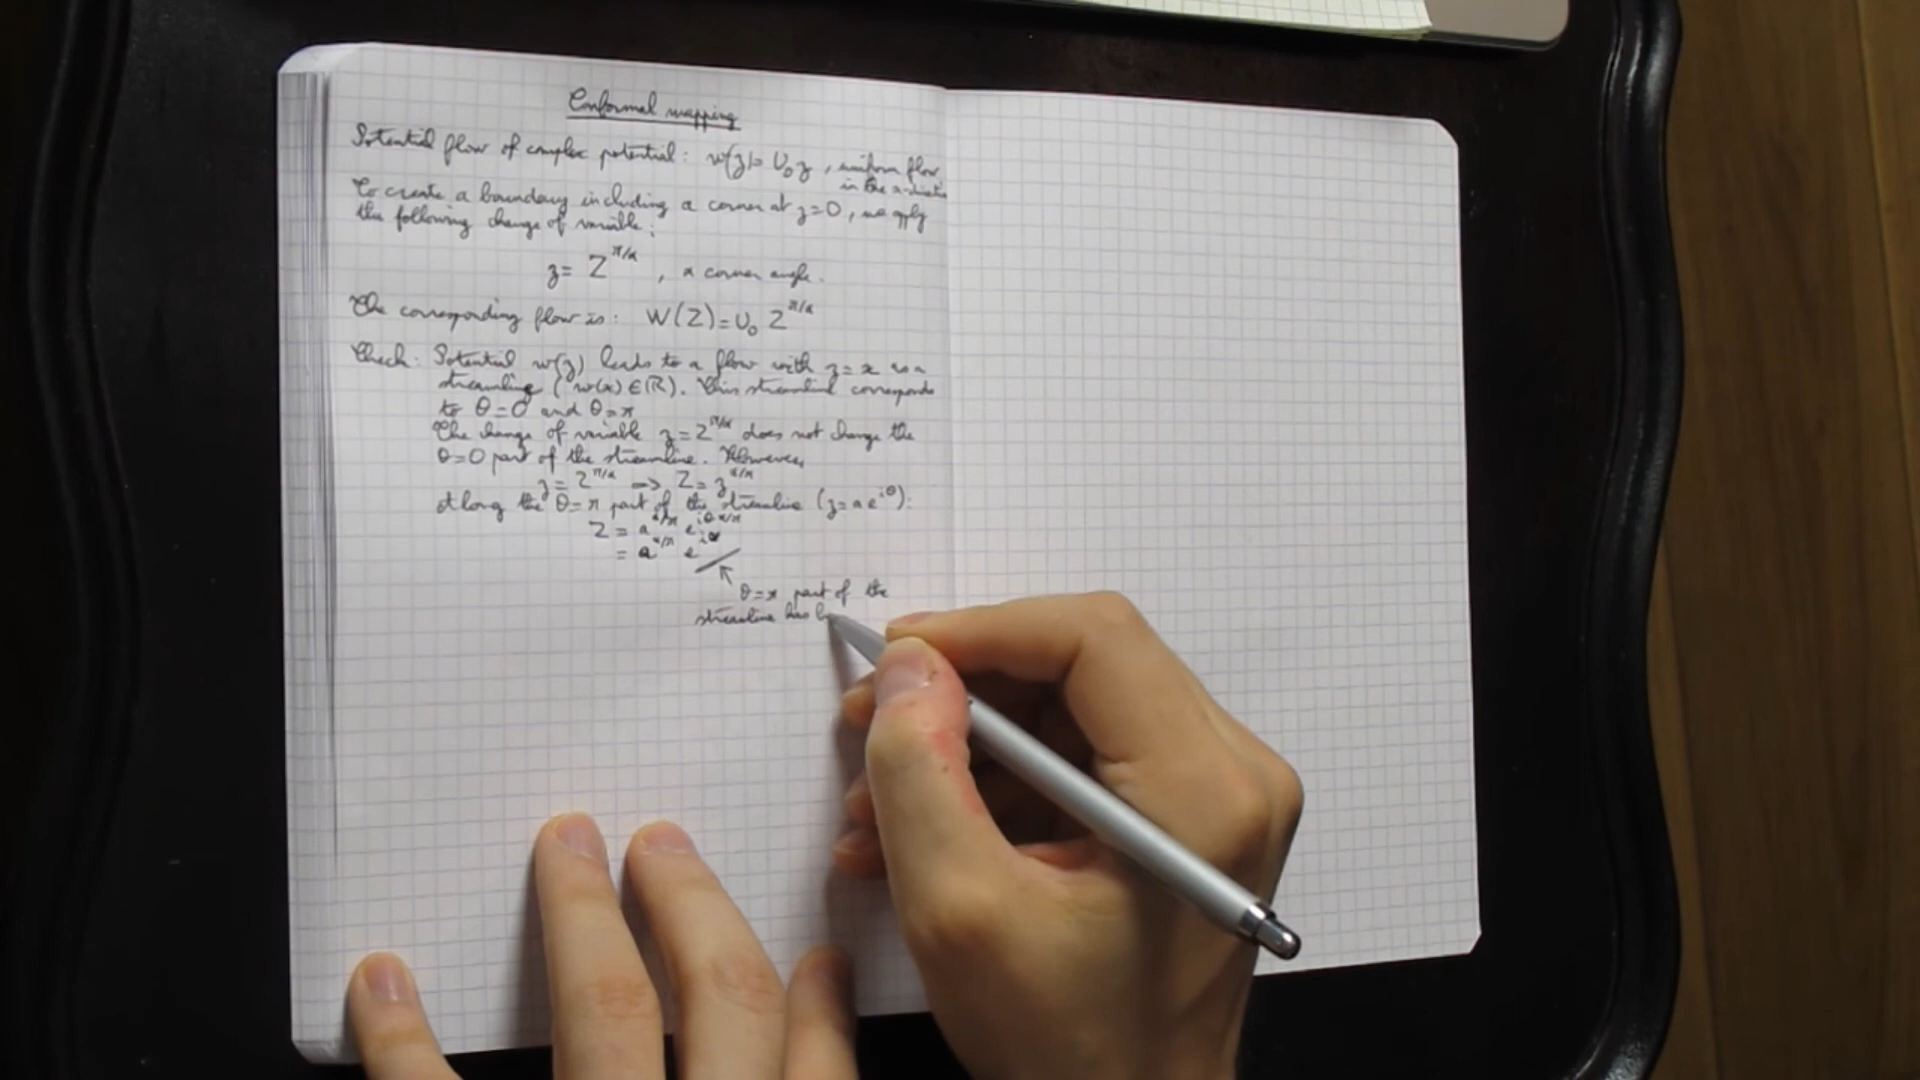 Conformal mapping
Potential flow of complex potential: w(z) = U₀z , uniform flow
in the x-direction
To create a boundary including a corner at z=0, we apply
the following change of variable:
z = Z^{π/α} , α corner angle.
The corresponding flow is: W(Z) = U₀ Z^{π/α}
Check: Potential w(z) leads to a flow with z=x as a
streamline (w(x) ∈ ℝ). This streamline corresponds
to θ=0 and θ=π
The change of variable z=Z^{π/α} does not change the
θ=0 part of the streamline. However,
z = Z^{π/α} → Z = z^{α/π}
Along the θ=π part of the streamline (z=a e^{iθ}):
Z = a^{α/π} e^{iθα/π}
= a^{α/π} e^{iα}
θ=π part of the
streamline has